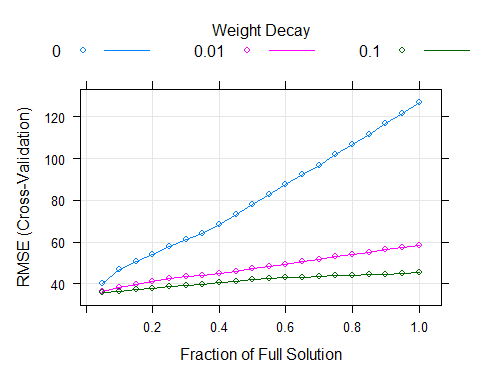 Weight Decay
0 0.01 0.1
RMSE (Cross-Validation)
120
100
80
60
40
0.2 0.4 0.6 0.8 1.0
Fraction of Full Solution